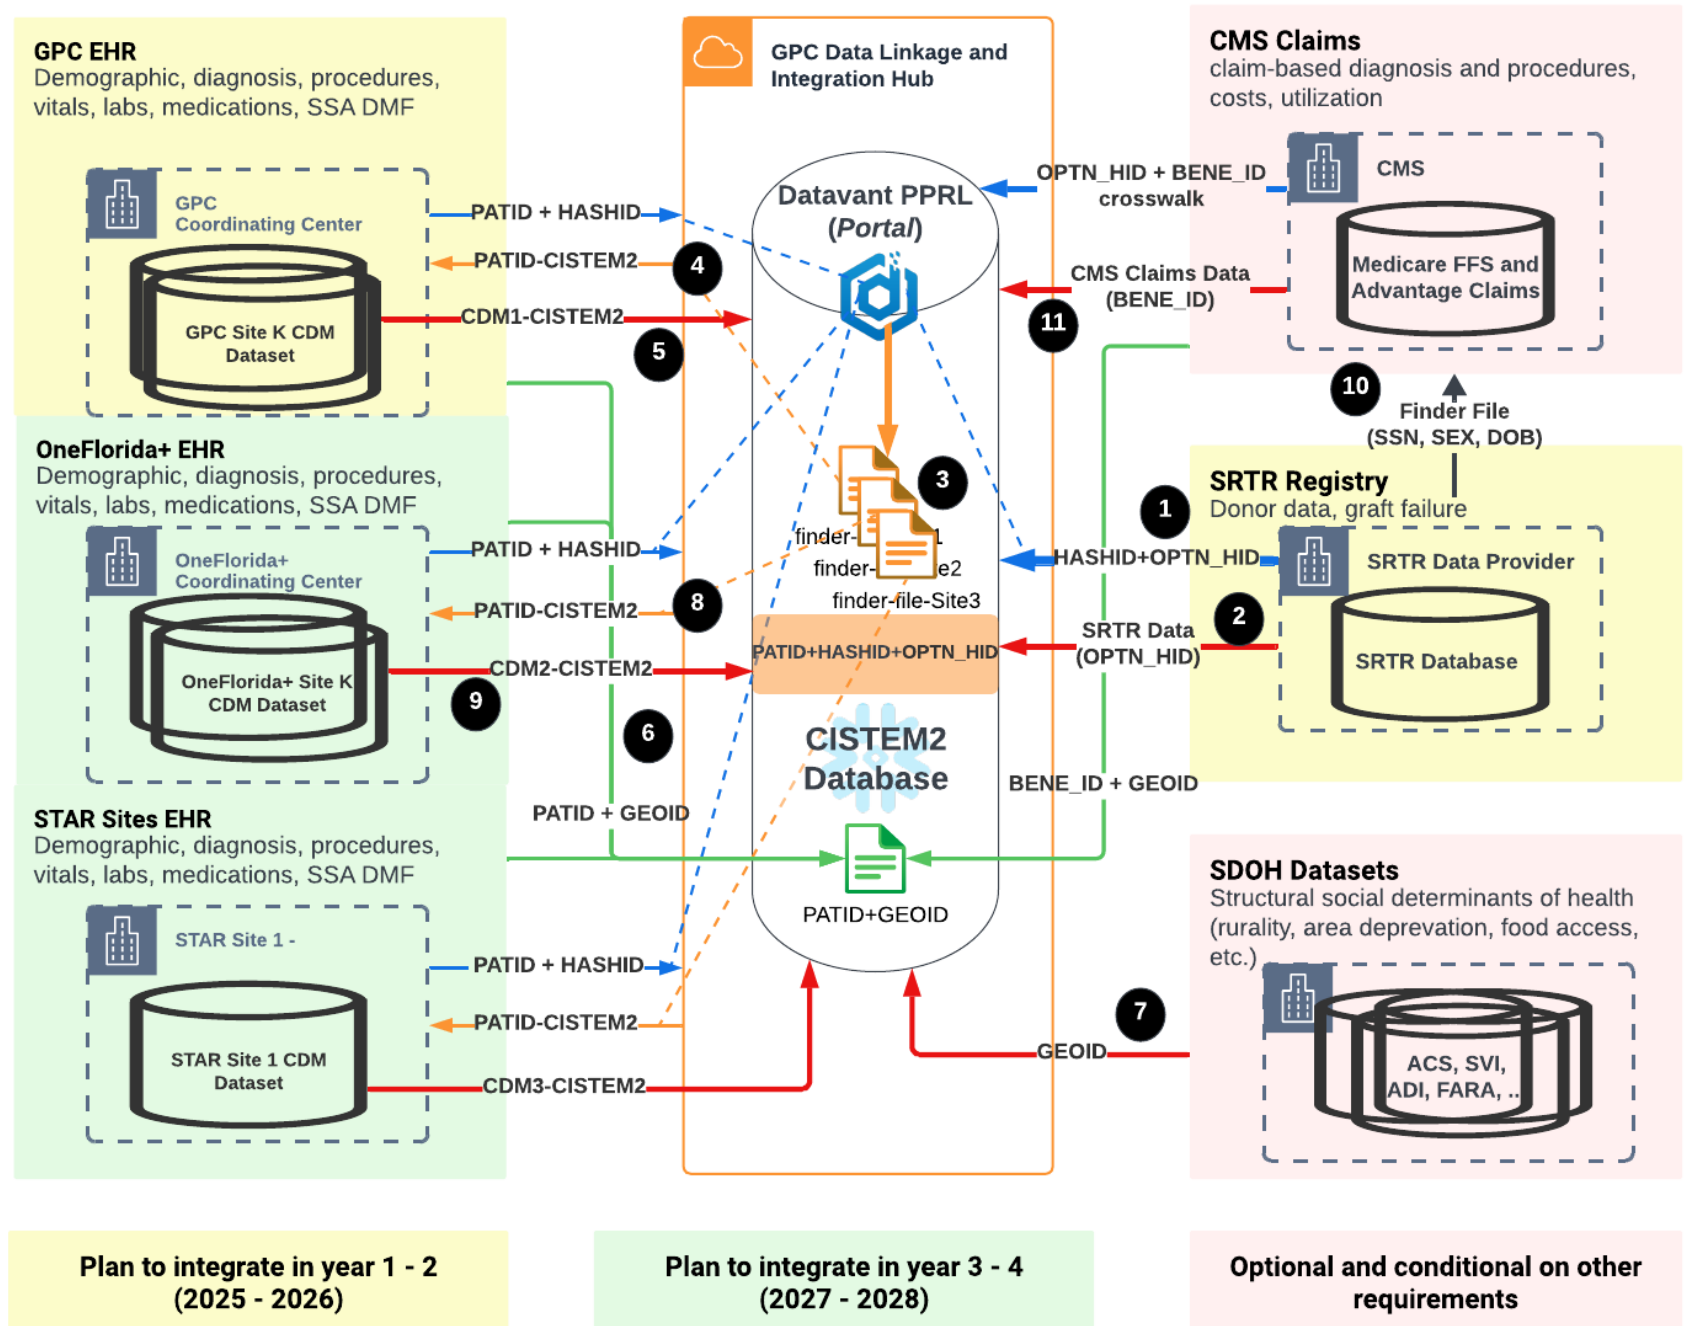 GPC EHR
Demographic, diagnosis, procedures,
vitals, labs, medications, SSA DMF
GPC
Coordinating Center
GPC Site K CDM
Dataset
PATID + HASHID
PATID-CISTEM2
CDM1-CISTEM2
4
5
OneFlorida+ EHR
Demographic, diagnosis, procedures,
vitals, labs, medications, SSA DMF
OneFlorida+
Coordinating Center
OneFlorida+ Site K
CDM Dataset
PATID + HASHID
PATID-CISTEM2
CDM2-CISTEM2
8
9
6
PATID + GEOID
STAR Sites EHR
Demographic, diagnosis, procedures,
vitals, labs, medications, SSA DMF
STAR Site 1 -
STAR Site 1 CDM
Dataset
PATID + HASHID
PATID-CISTEM2
CDM3-CISTEM2
GPC Data Linkage and
Integration Hub
Datavant PPRL
(Portal)
3
finder- 1
finder- e2
finder-file-Site3
PATID+HASHID+OPTN_HID
CISTEM2
Database
PATID+GEOID
CMS Claims
claim-based diagnosis and procedures,
costs, utilization
CMS
Medicare FFS and
Advantage Claims
OPTN_HID + BENE_ID
crosswalk
CMS Claims Data
(BENE_ID)
11
10
Finder File
(SSN, SEX, DOB)
SRTR Registry
Donor data, graft failure
SRTR Data Provider
SRTR Database
1
HASHID+OPTN_HID
2
SRTR Data
(OPTN_HID)
BENE_ID + GEOID
SDOH Datasets
Structural social determinants of health
(rurality, area deprevation, food access,
etc.)
ACS, SVI,
ADI, FARA, ..
7
GEOID
Plan to integrate in year 1 - 2
(2025 - 2026)
Plan to integrate in year 3 - 4
(2027 - 2028)
Optional and conditional on other
requirements